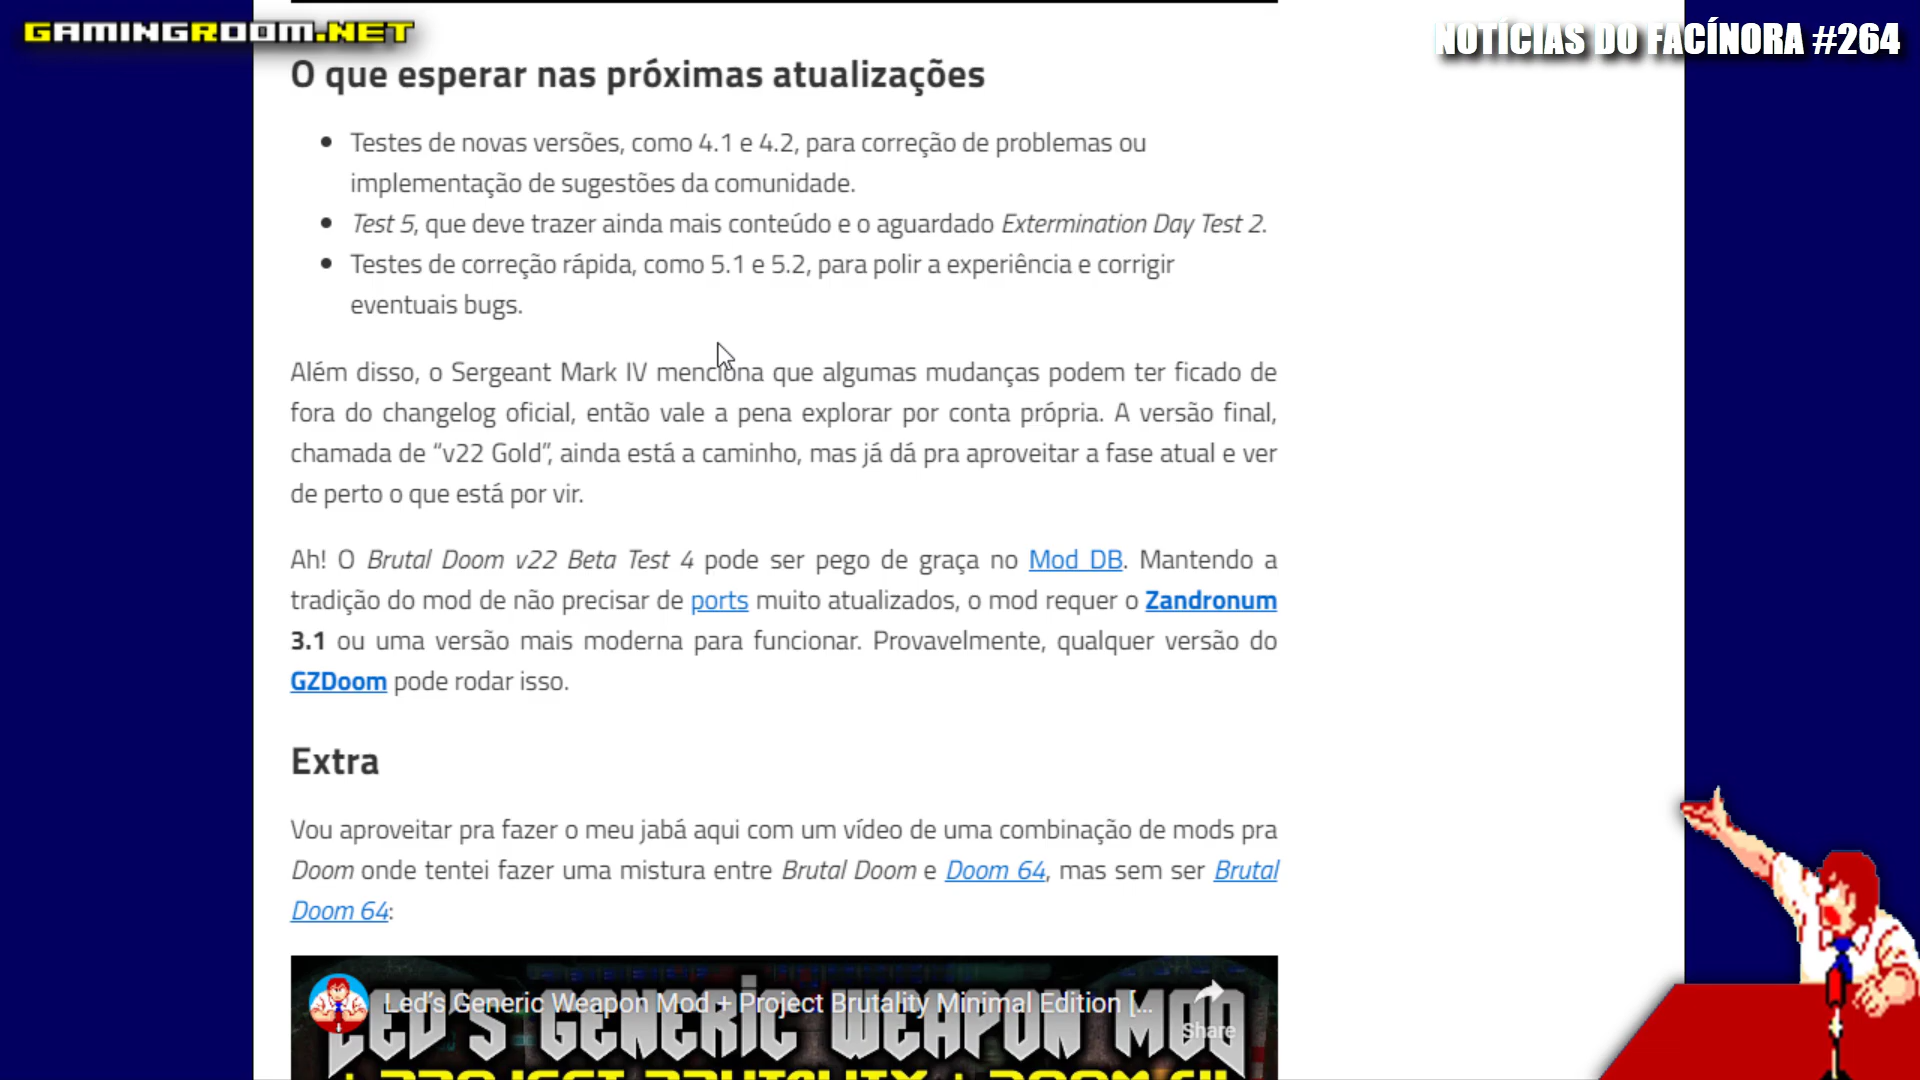 GAMINGROOM.NET
NOTÍCIAS DO FACÍNORA #264
O que esperar nas próximas atualizações
Testes de novas versões, como 4.1 e 4.2, para correção de problemas ou
implementação de sugestões da comunidade.
Test 5, que deve trazer ainda mais conteúdo e o aguardado Extermination Day Test 2.
Testes de correção rápida, como 5.1 e 5.2, para polir a experiência e corrigir
eventuais bugs.
Além disso, o Sergeant Mark IV menciona que algumas mudanças podem ter ficado de
fora do changelog oficial, então vale a pena explorar por conta própria. A versão final,
chamada de “v22 Gold”, ainda está a caminho, mas já dá pra aproveitar a fase atual e ver
de perto o que está por vir.
Ah! O Brutal Doom v22 Beta Test 4 pode ser pego de graça no Mod DB. Mantendo a
tradição do mod de não precisar de ports muito atualizados, o mod requer o Zandronum
3.1 ou uma versão mais moderna para funcionar. Provavelmente, qualquer versão do
GZDoom pode rodar isso.
Extra
Vou aproveitar pra fazer o meu jabá aqui com um vídeo de uma combinação de mods pra
Doom onde tentei fazer uma mistura entre Brutal Doom e Doom 64, mas sem ser Brutal
Doom 64:
Led's Generic Weapon Mod + Project Brutality Minimal Edition [...
Share
LED'S GENERIC WEAPON MOD
+ PROJECT BRUTALITY + DOOM 64